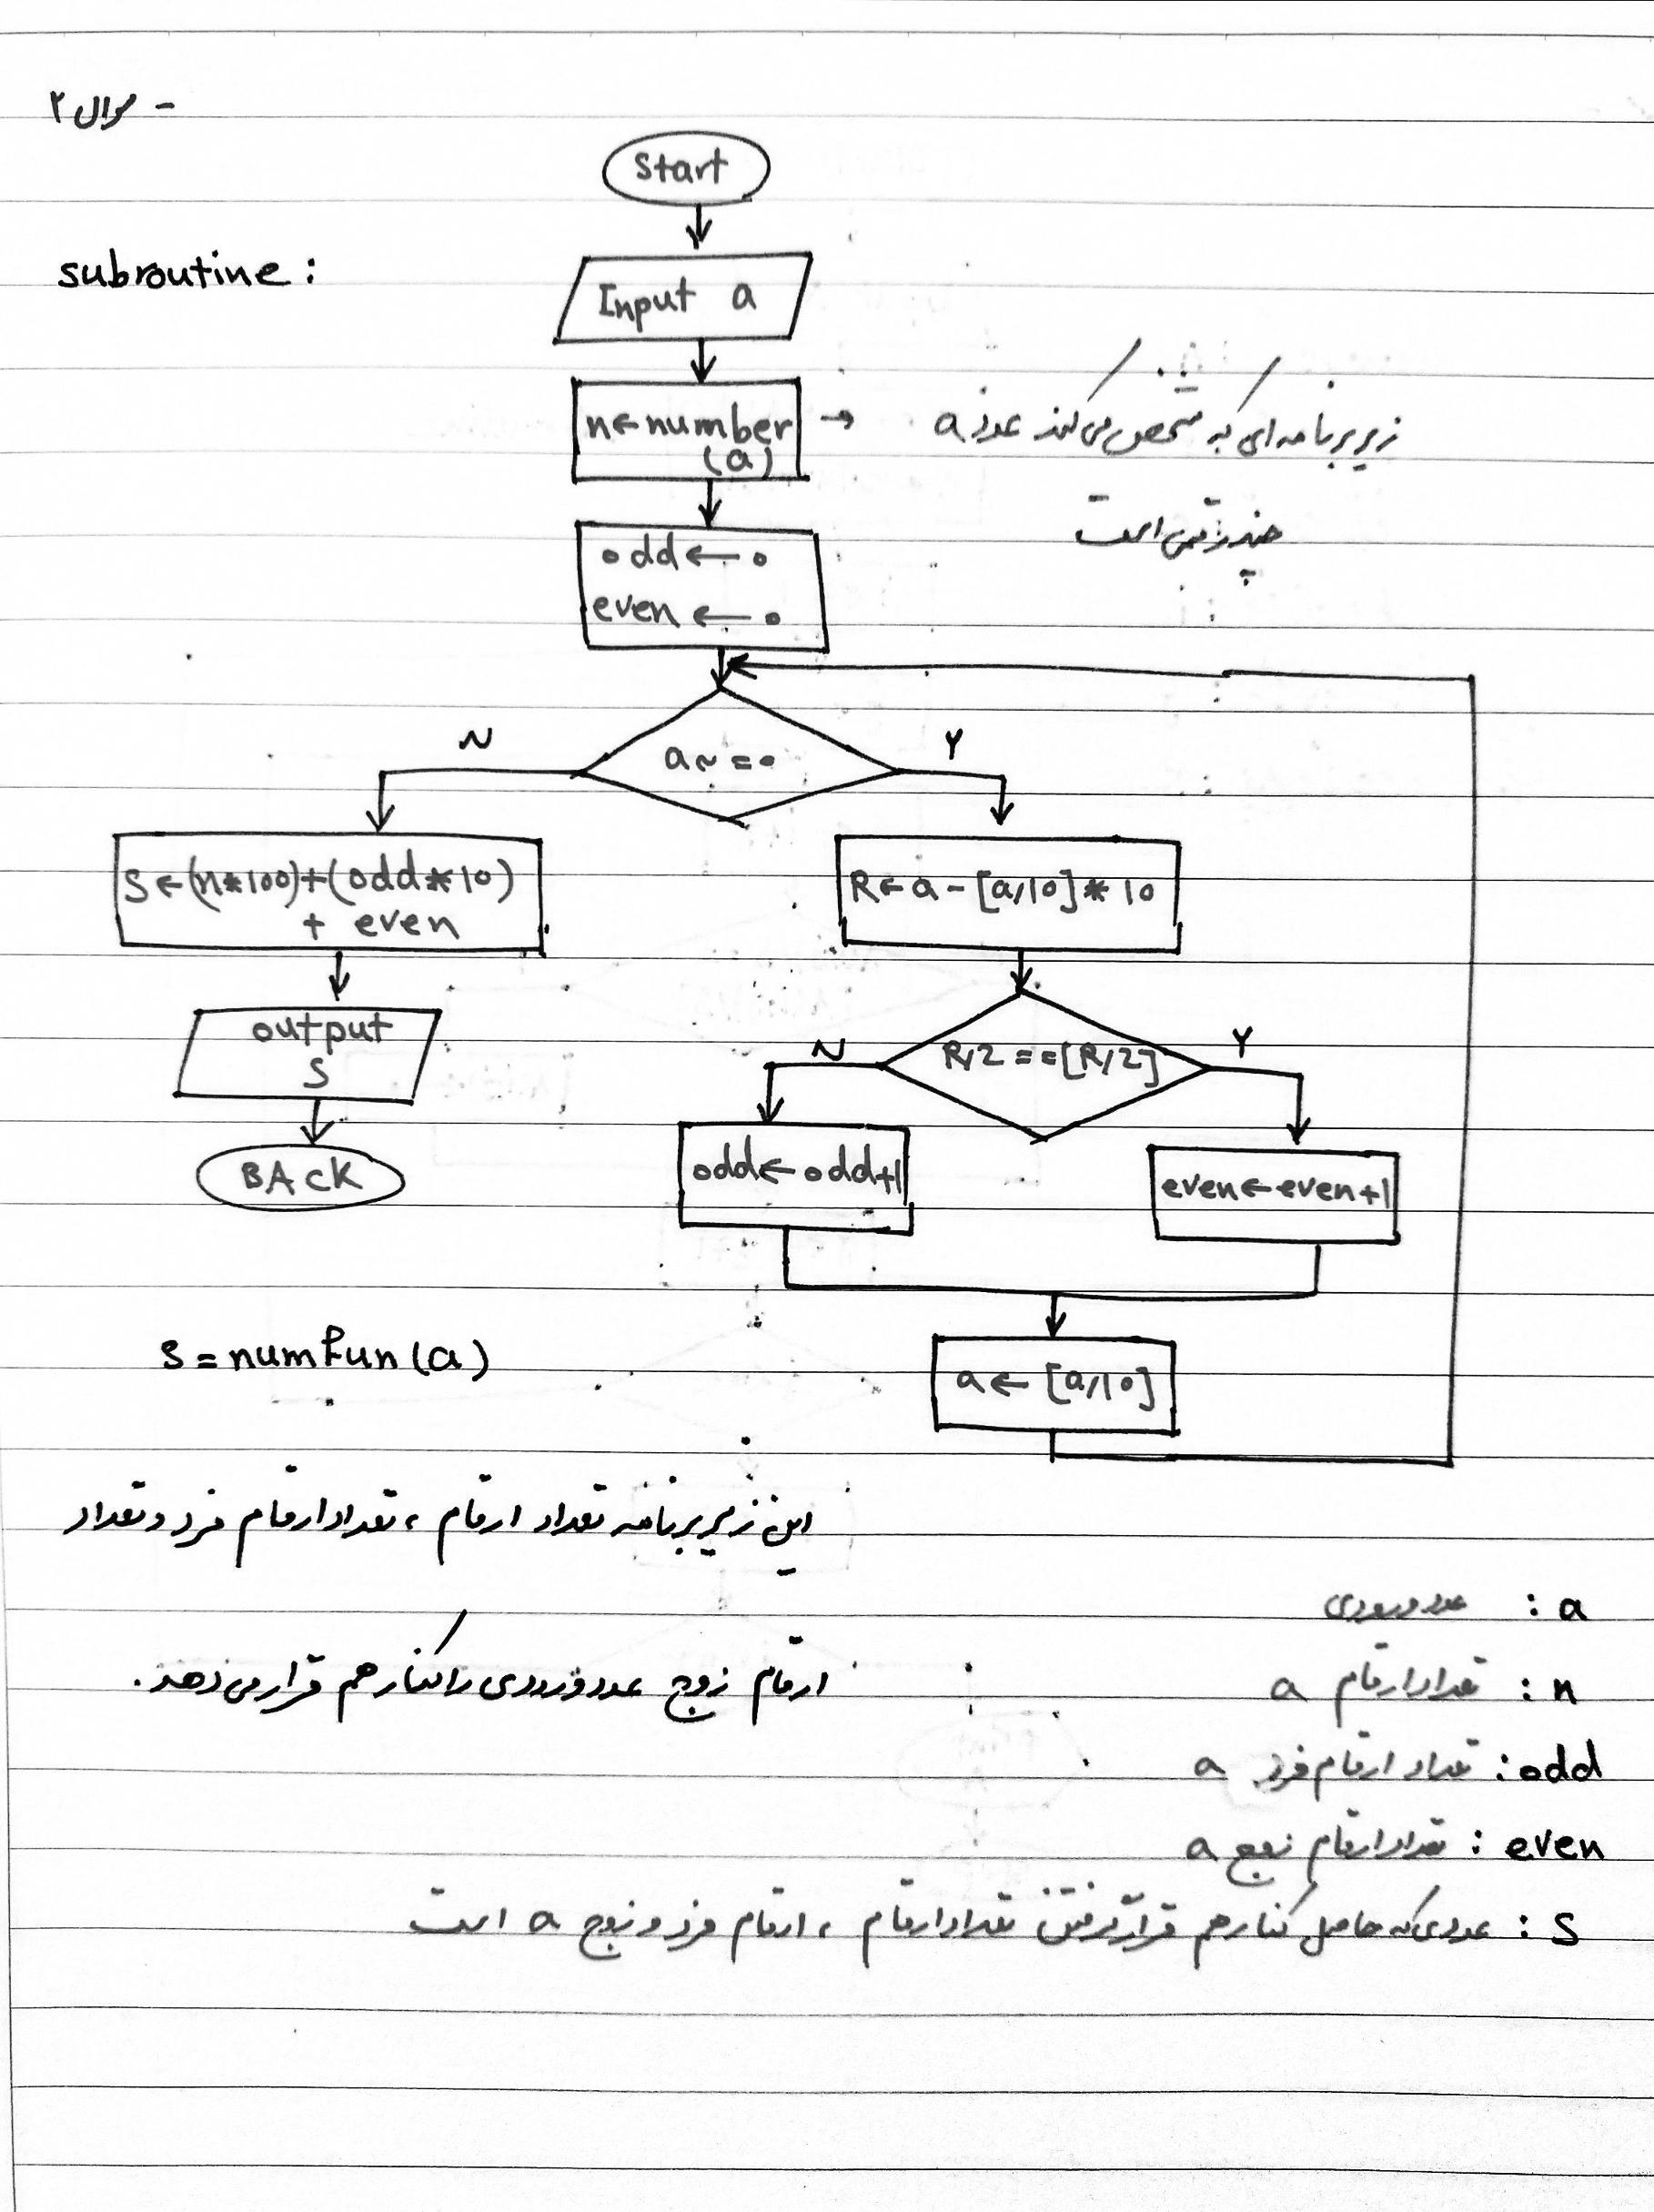 سوال ۲ -
Start
subroutine :
Input a
n←number
(a)
→ زیربرنامه‌ای که مشخص می‌کند عدد a
چند رقمی است
odd ← 0
even ← 0
N
Y
a ~ = 0
S←(n*100)+(odd*10)
+ even
R← a - [a/10] * 10
output
S
N
Y
R/2 = =[R/2]
BACK
odd← odd+1
even← even+1
S = numfun (a)
a ← [a/10]
این زیربرنامه تعداد ارقام ، تعداد ارقام فرد و تعداد
ارقام زوج عدد ورودی را کنار هم قرار می دهد.
a : عدد ورودی
n : تعداد ارقام a
odd : تعداد ارقام فرد a
even : تعداد ارقام زوج a
S : عددی که حاصل کنار هم قرار گرفتن تعداد ارقام ، ارقام فرد و زوج a است